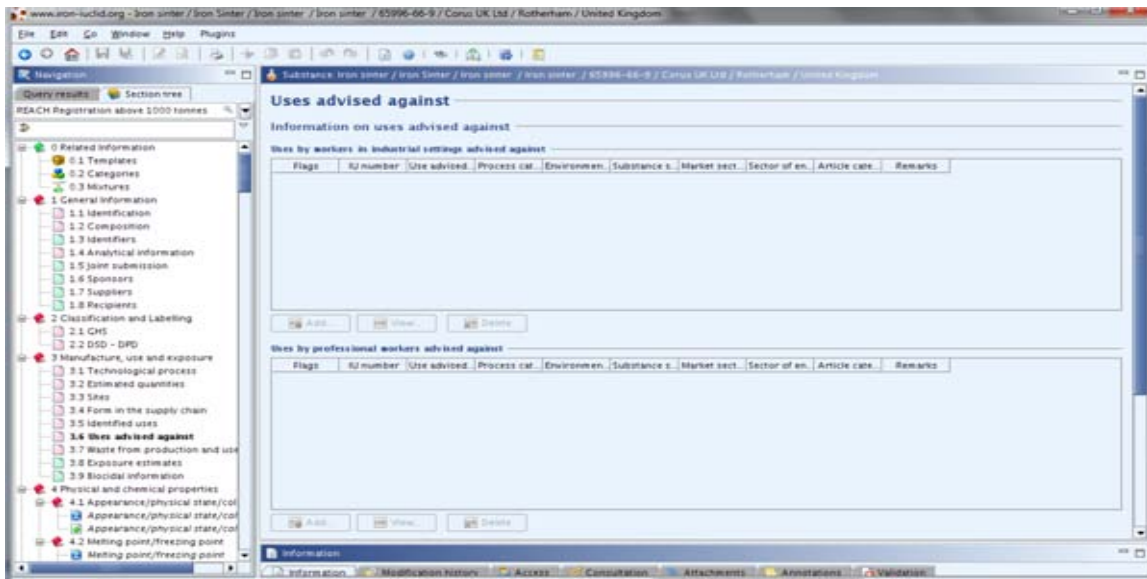 www.iron-iuclid.org - Iron sinter / Iron Sinter / Iron sinter / Iron sinter / 65996-66-9 / Corus UK Ltd / Rotherham / United Kingdom
File Edit Go Window Help Plugins
Navigation
Query results Section tree
REACH Registration above 1000 tonnes
0 Related Information
0.1 Templates
0.2 Categories
0.3 Mixtures
1 General Information
1.1 Identification
1.2 Composition
1.3 Identifiers
1.4 Analytical information
1.5 Joint submission
1.6 Sponsors
1.7 Suppliers
1.8 Recipients
2 Classification and Labelling
2.1 GHS
2.2 DSD - DPD
3 Manufacture, use and exposure
3.1 Technological process
3.2 Estimated quantities
3.3 Sites
3.4 Form in the supply chain
3.5 Identified uses
3.6 Uses advised against
3.7 Waste from production and use
3.8 Exposure estimates
3.9 Biocidal information
4 Physical and chemical properties
4.1 Appearance/physical state/col
Appearance/physical state/col
Appearance/physical state/col
4.2 Melting point/freezing point
Melting point/freezing point
Substance: Iron sinter / Iron Sinter / Iron sinter / Iron sinter / 65996-66-9 / Corus UK Ltd / Rotherham / United Kingdom
Uses advised against
Information on uses advised against
Uses by workers in industrial settings advised against
Flags IU number Use advised... Process cat... Environmen... Substance s... Market sect... Sector of en... Article cate... Remarks
Add... View... Delete
Uses by professional workers advised against
Flags IU number Use advised... Process cat... Environmen... Substance s... Market sect... Sector of en... Article cate... Remarks
Add... View... Delete
Information
Information Modification history Access Consultation Attachments Annotations Validation